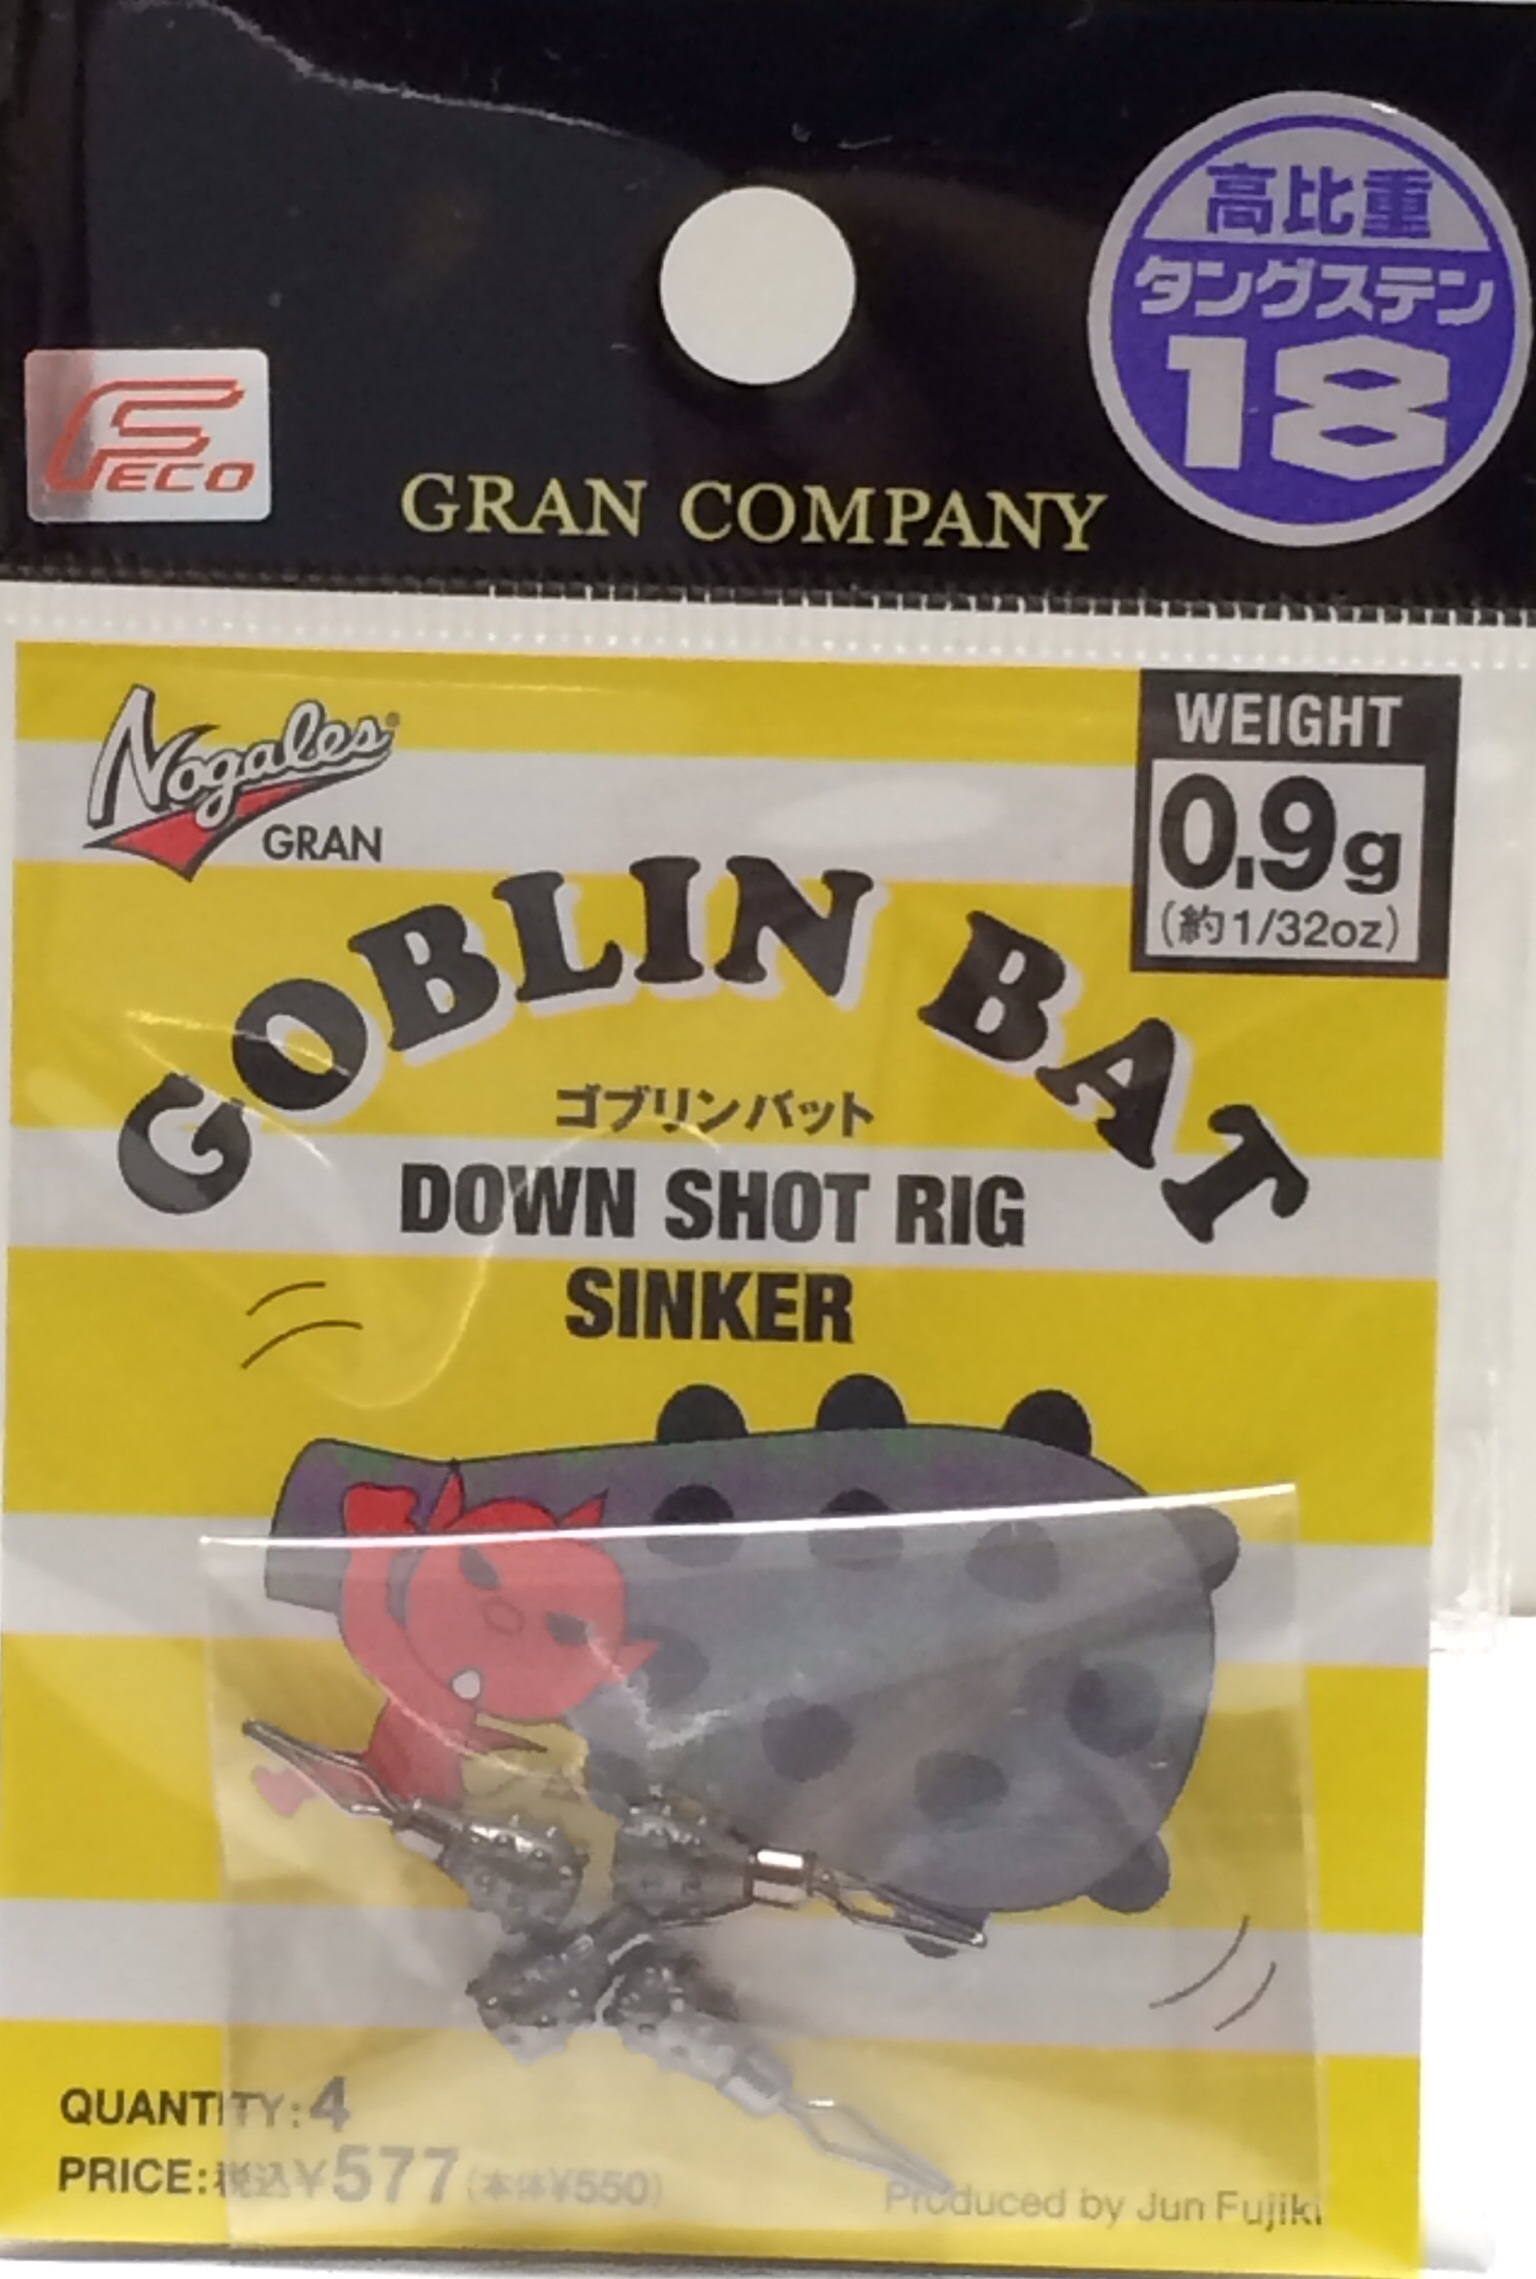 高比重
タングステン
18
FECO
GRAN COMPANY
Nogales®
GRAN
WEIGHT
0.9g
(約1/32oz)
GOBLIN BAT
ゴブリンバット
DOWN SHOT RIG
SINKER
QUANTITY:4
PRICE:税込¥577(本体¥550)
Produced by Jun Fujiki